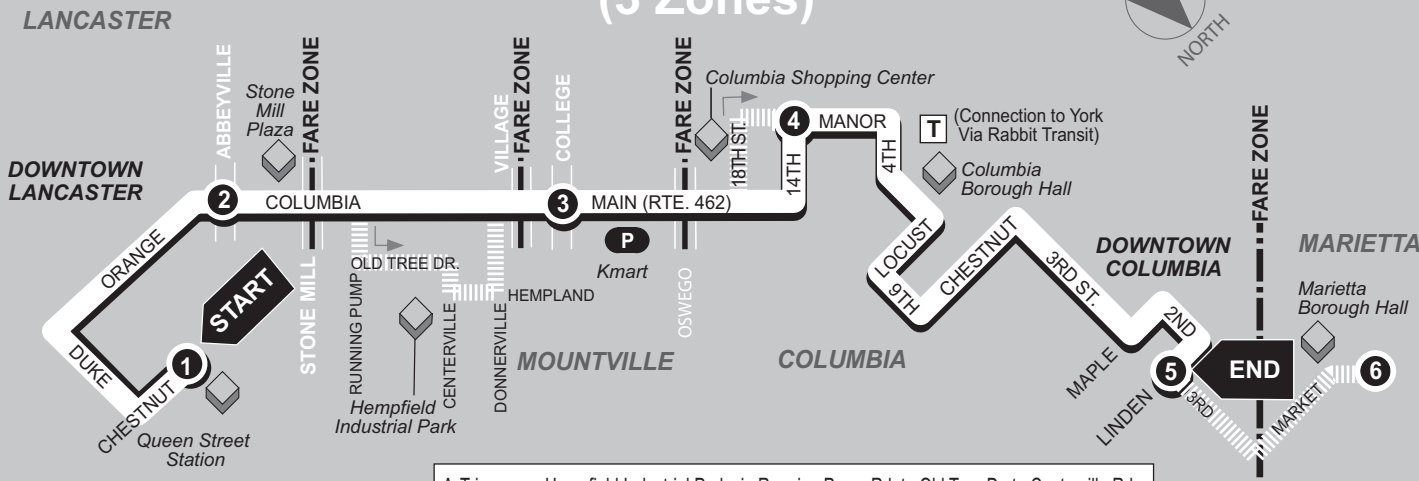 (3 Zones)
LANCASTER
NORTH
ABBEYVILLE
Stone
Mill
Plaza
FARE ZONE
VILLAGE
FARE ZONE
COLLEGE
FARE ZONE
Columbia Shopping Center
18TH ST.
4
MANOR
14TH
4TH
T
(Connection to York
Via Rabbit Transit)
Columbia
Borough Hall
FARE ZONE
DOWNTOWN
LANCASTER
2
COLUMBIA
3
MAIN (RTE. 462)
P
Kmart
ORANGE
START
STONE MILL
OLD TREE DR.
RUNNING PUMP
HEMPLAND
CENTERVILLE
DONNERVILLE
OSWEGO
LOCUST
9TH
CHESTNUT
3RD ST.
DOWNTOWN
COLUMBIA
MARIETTA
Marietta
Borough Hall
2ND
DUKE
1
CHESTNUT
Queen Street
Station
Hempfield
Industrial Park
MOUNTVILLE
COLUMBIA
MAPLE
LINDEN
5
END
3RD
MARKET
6